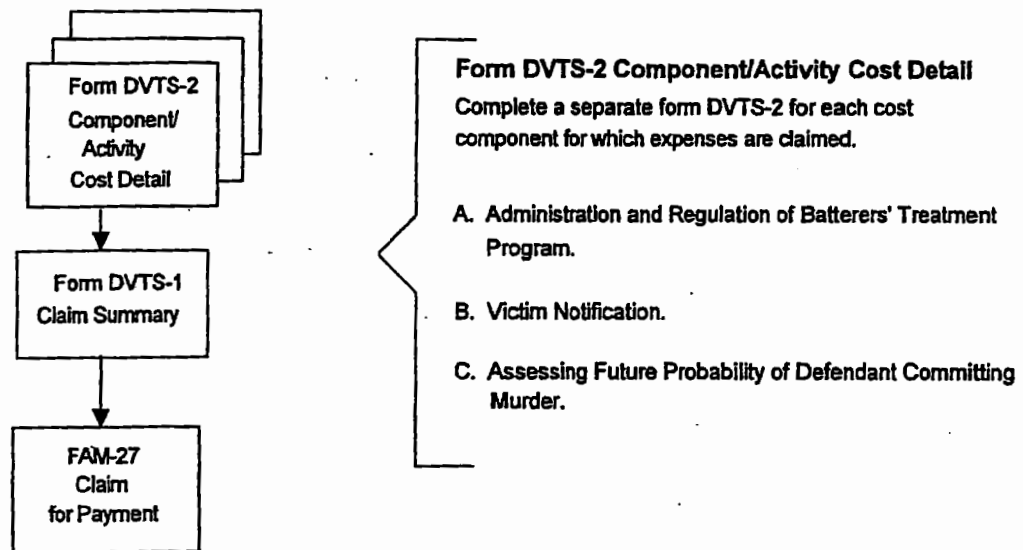 Form DVTS-2
Component/
Activity
Cost Detail
Form DVTS-1
Claim Summary
FAM-27
Claim
for Payment
Form DVTS-2 Component/Activity Cost Detail
Complete a separate form DVTS-2 for each cost
component for which expenses are claimed.
A. Administration and Regulation of Batterers' Treatment
Program.
B. Victim Notification.
C. Assessing Future Probability of Defendant Committing
Murder.